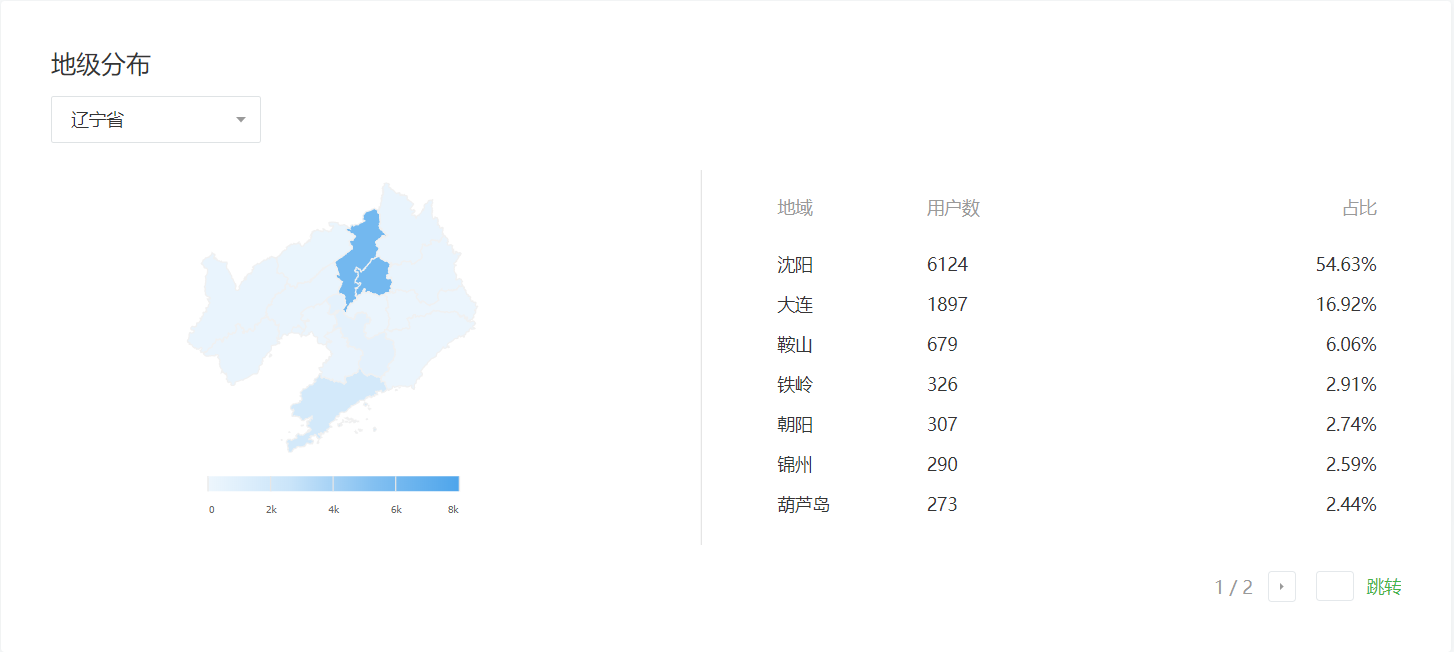 地级分布
辽宁省
地域 用户数 占比
沈阳 6124 54.63%
大连 1897 16.92%
鞍山 679 6.06%
铁岭 326 2.91%
朝阳 307 2.74%
锦州 290 2.59%
葫芦岛 273 2.44%
0 2k 4k 6k 8k
1 / 2 跳转